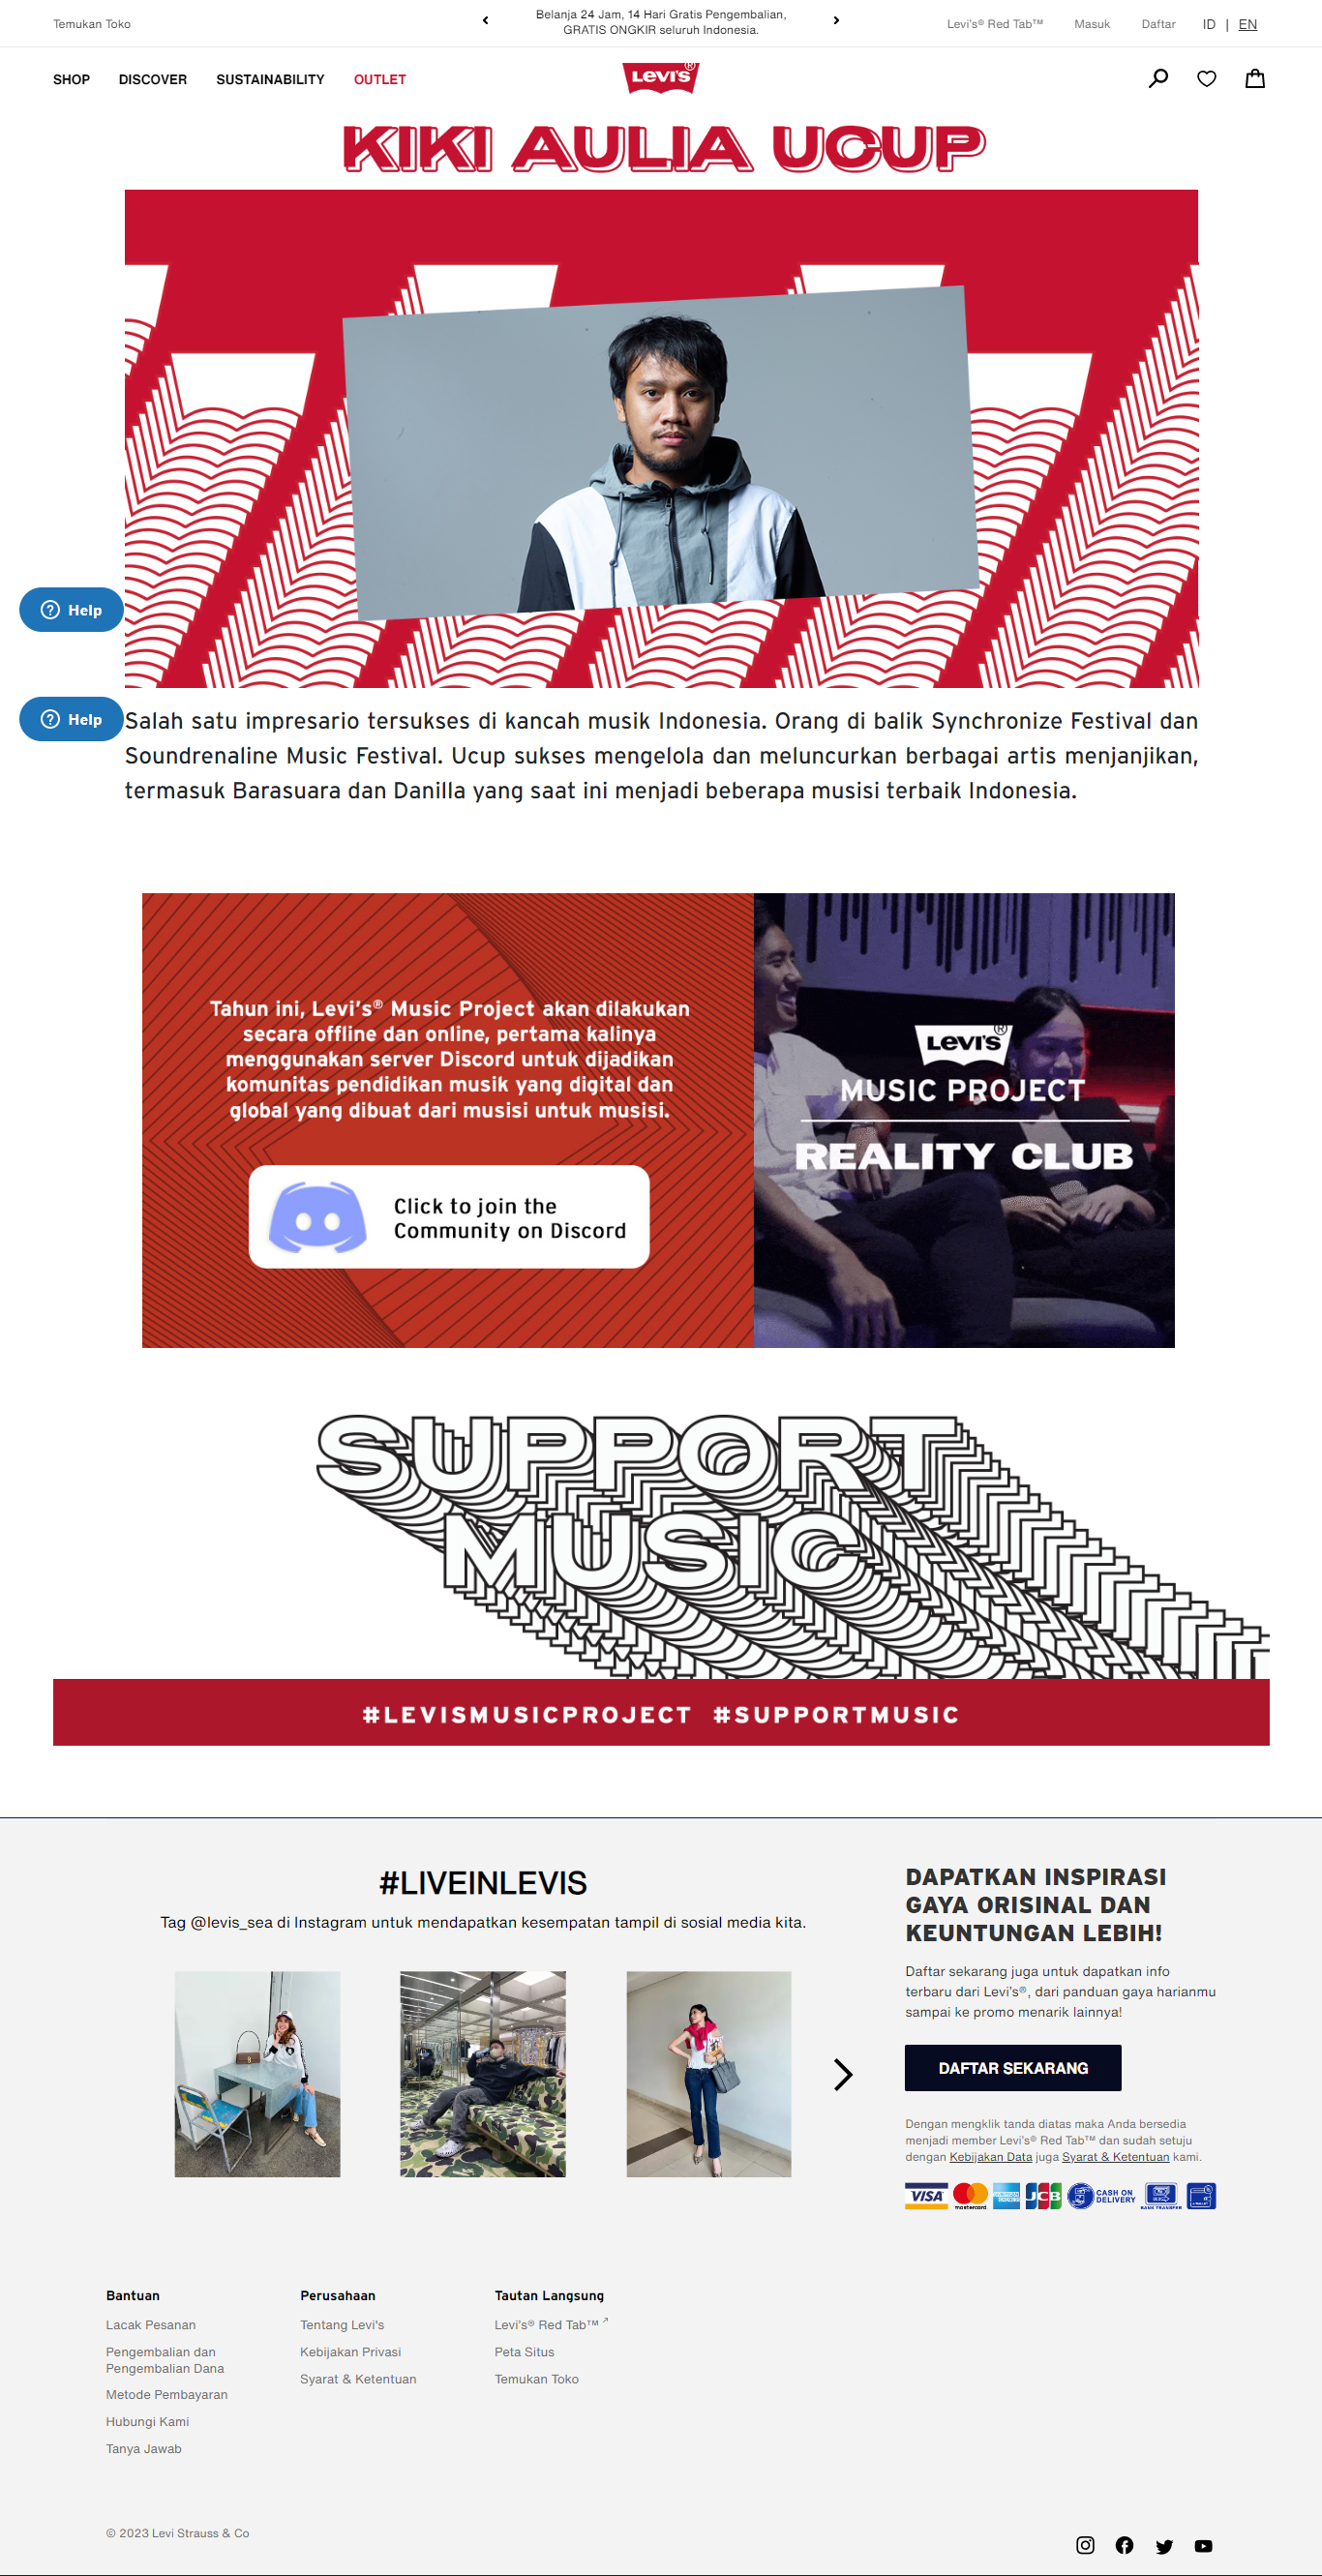 Temukan Toko
Belanja 24 Jam, 14 Hari Gratis Pengembalian,
GRATIS ONGKIR seluruh Indonesia.
Levi's® Red Tab™ Masuk Daftar ID | EN
SHOP DISCOVER SUSTAINABILITY OUTLET
LEVI'S®
KIKI AULIA UCUP
Help
Help
Salah satu impresario tersukses di kancah musik Indonesia. Orang di balik Synchronize Festival dan
Soundrenaline Music Festival. Ucup sukses mengelola dan meluncurkan berbagai artis menjanjikan,
termasuk Barasuara dan Danilla yang saat ini menjadi beberapa musisi terbaik Indonesia.
Tahun ini, Levi's® Music Project akan dilakukan
secara offline dan online, pertama kalinya
menggunakan server Discord untuk dijadikan
komunitas pendidikan musik yang digital dan
global yang dibuat dari musisi untuk musisi.
Click to join the
Community on Discord
LEVI'S®
MUSIC PROJECT
REALITY CLUB
SUPPORT
MUSIC
#LEVISMUSICPROJECT #SUPPORTMUSIC
#LIVEINLEVIS
Tag @levis_sea di Instagram untuk mendapatkan kesempatan tampil di sosial media kita.
DAPATKAN INSPIRASI
GAYA ORISINAL DAN
KEUNTUNGAN LEBIH!
Daftar sekarang juga untuk dapatkan info
terbaru dari Levi's®, dari panduan gaya harianmu
sampai ke promo menarik lainnya!
DAFTAR SEKARANG
Dengan mengklik tanda diatas maka Anda bersedia
menjadi member Levi's® Red Tab™ dan sudah setuju
dengan Kebijakan Data juga Syarat & Ketentuan kami.
VISA mastercard AMERICAN EXPRESS JCB CASH ON DELIVERY BANK TRANSFER
Bantuan
Lacak Pesanan
Pengembalian dan
Pengembalian Dana
Metode Pembayaran
Hubungi Kami
Tanya Jawab
Perusahaan
Tentang Levi's
Kebijakan Privasi
Syarat & Ketentuan
Tautan Langsung
Levi's® Red Tab™ ↗
Peta Situs
Temukan Toko
© 2023 Levi Strauss & Co